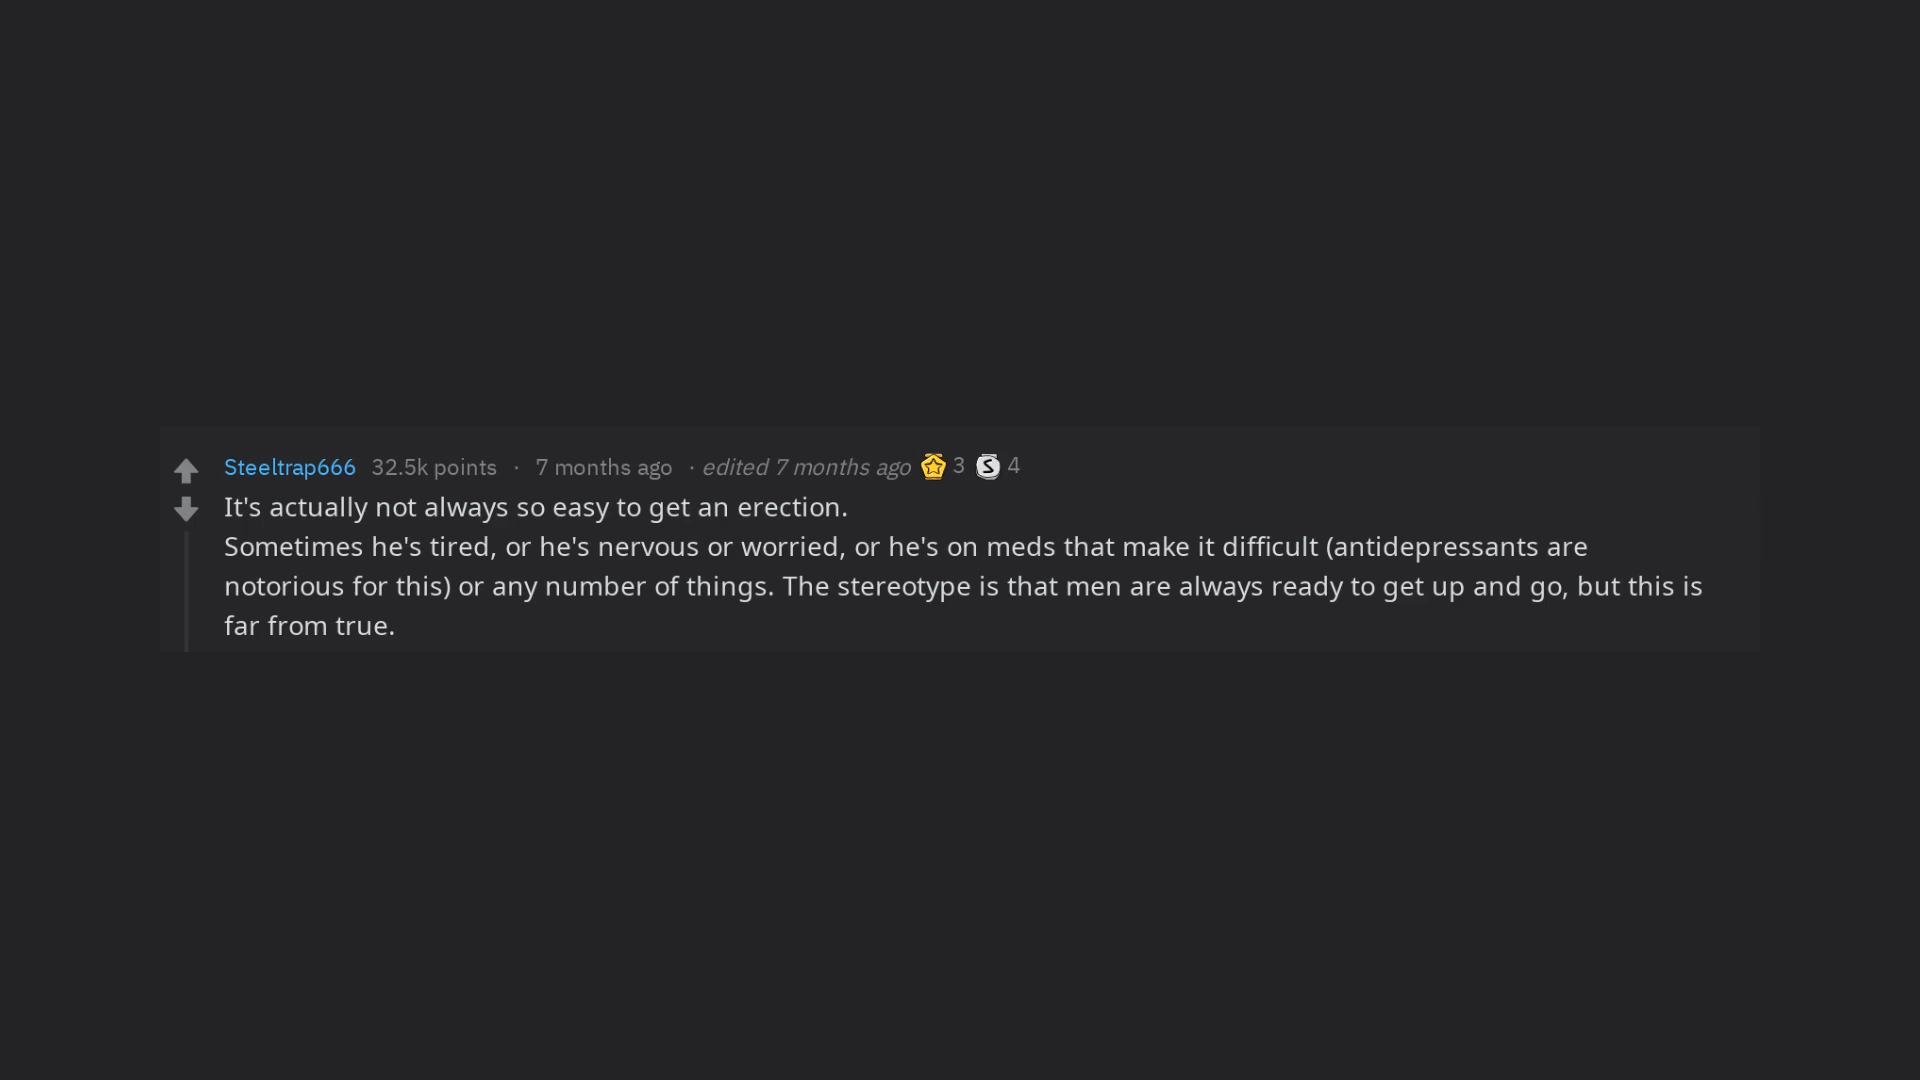 Steeltrap666 32.5k points · 7 months ago · edited 7 months ago 3 S 4
It's actually not always so easy to get an erection.
Sometimes he's tired, or he's nervous or worried, or he's on meds that make it difficult (antidepressants are
notorious for this) or any number of things. The stereotype is that men are always ready to get up and go, but this is
far from true.